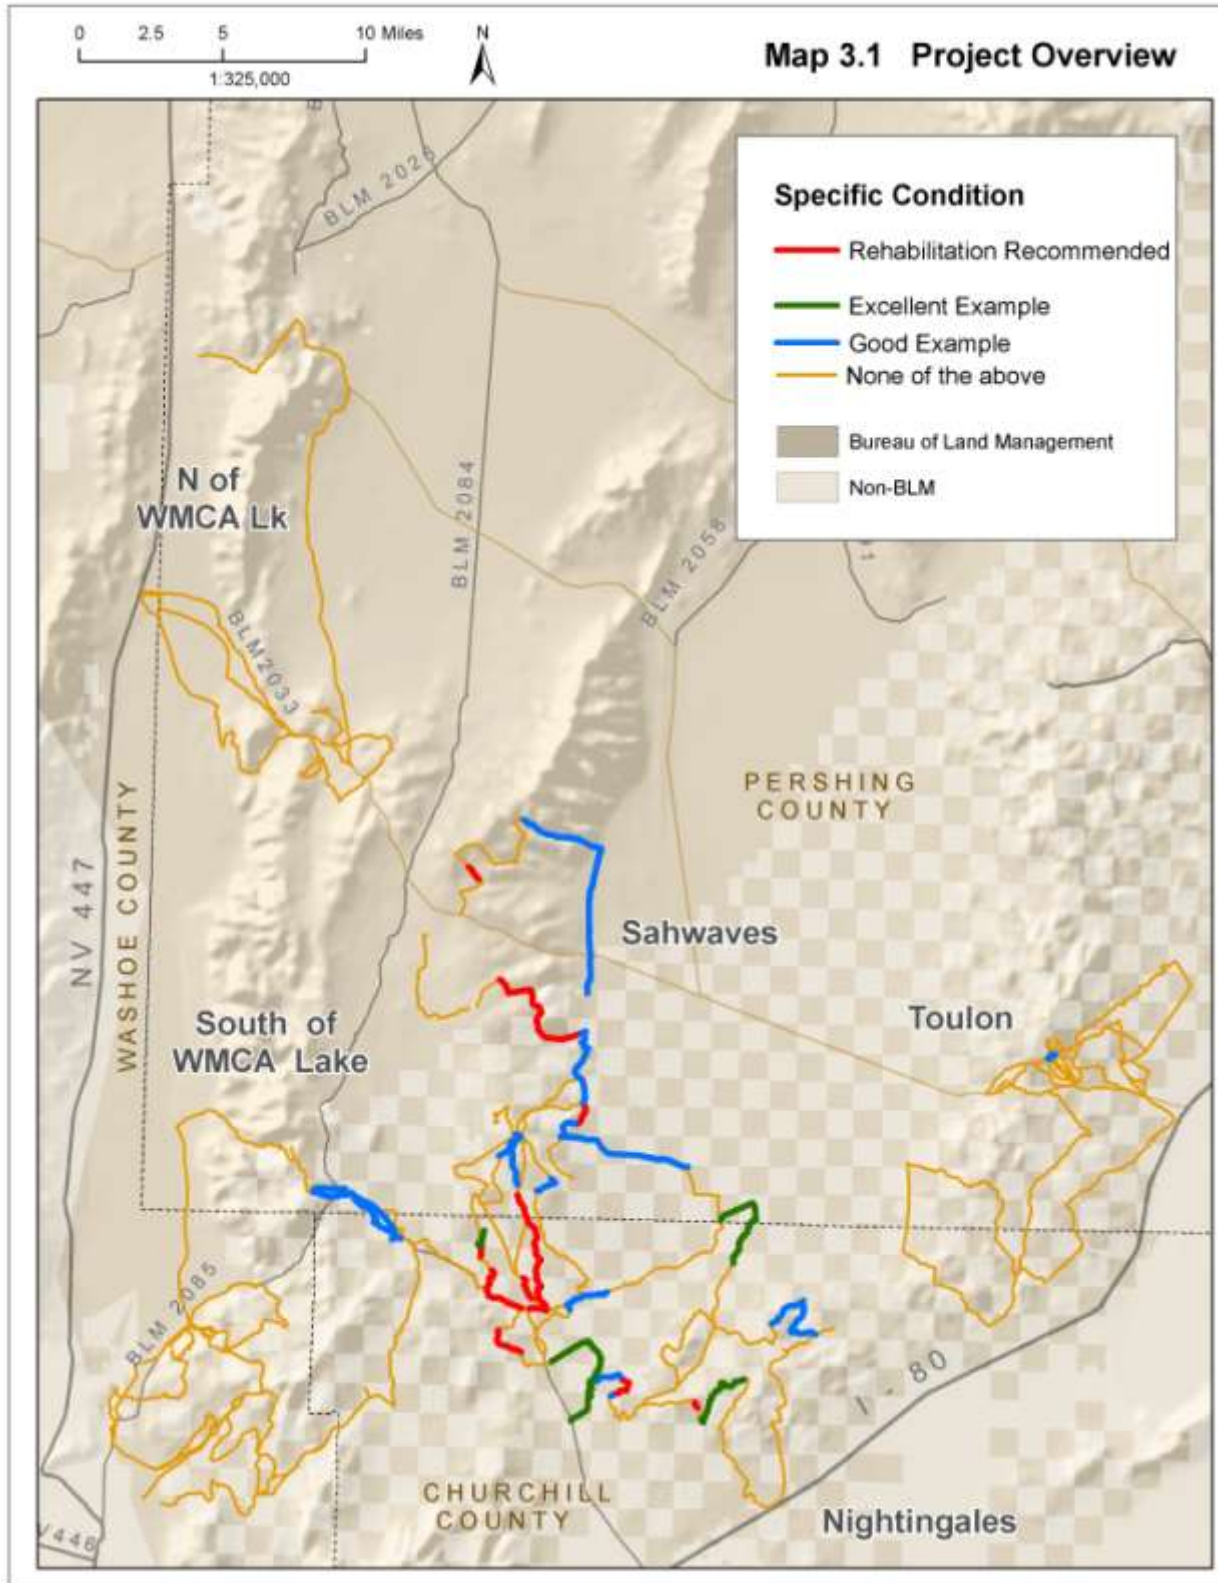 0 2.5 5 10 Miles
1:325,000
N
Map 3.1 Project Overview
Specific Condition
Rehabilitation Recommended
Excellent Example
Good Example
None of the above
Bureau of Land Management
Non-BLM
BLM 2026
N of
WMCA Lk
BLM 2084
BLM 2058
BLM2033
PERSHING
COUNTY
NV 447
WASHOE COUNTY
Sahwaves
South of
WMCA Lake
Toulon
BLM 2085
I - 80
CHURCHILL
COUNTY
Nightingales